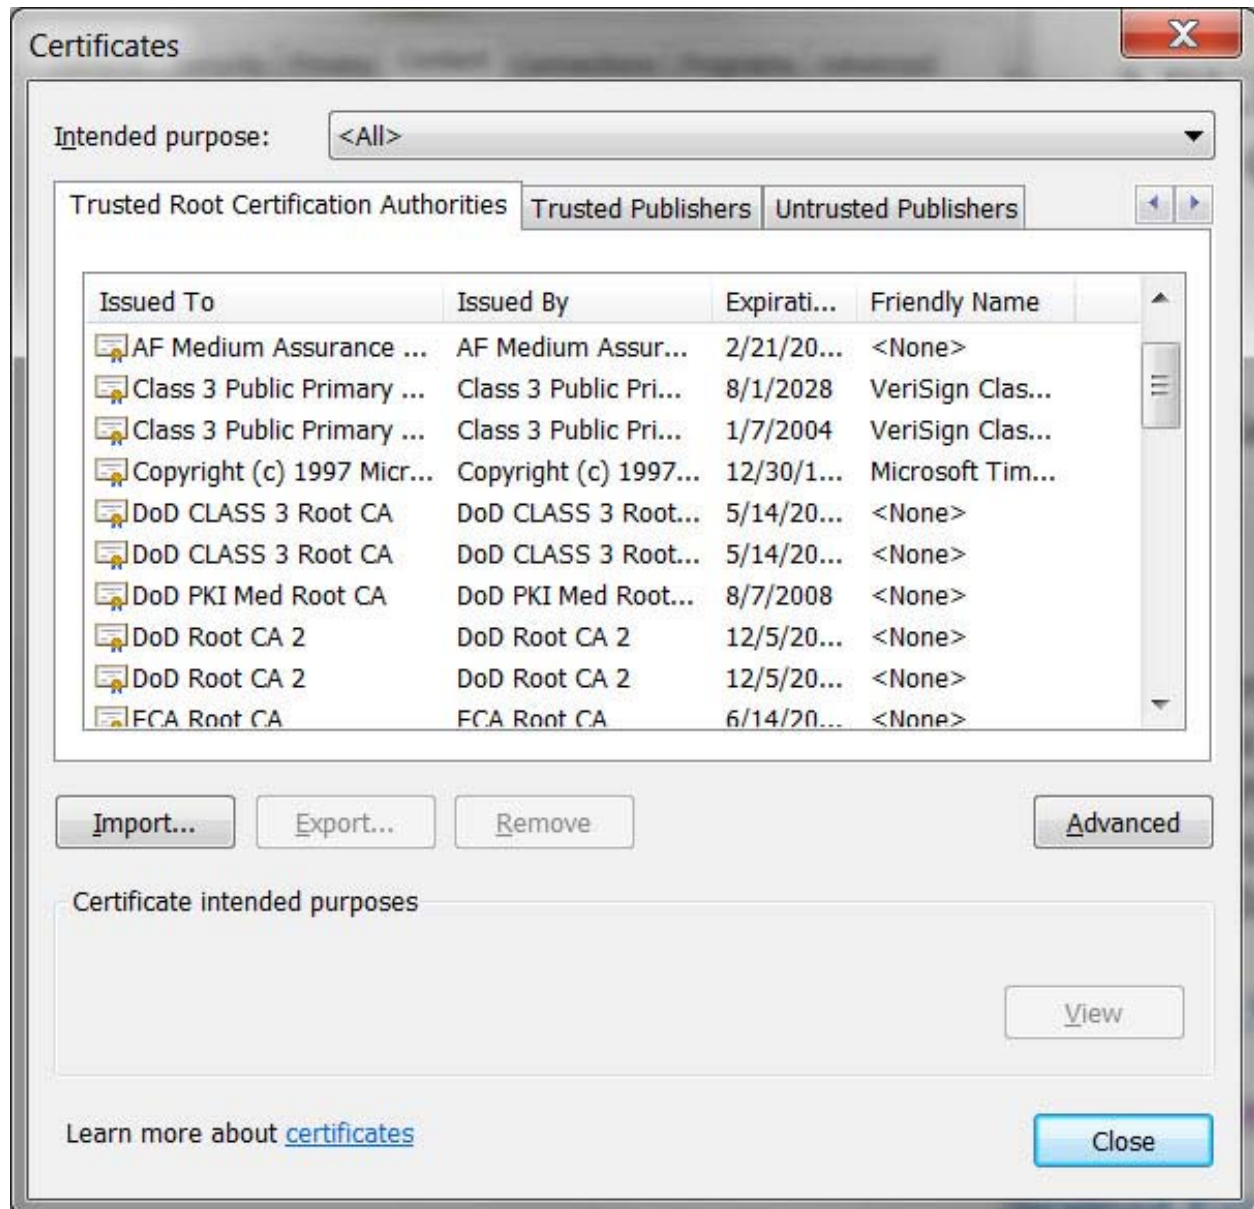 Certificates
Intended purpose: <All>
Trusted Root Certification Authorities Trusted Publishers Untrusted Publishers
Issued To Issued By Expirati... Friendly Name
AF Medium Assurance ... AF Medium Assur... 2/21/20... <None>
Class 3 Public Primary ... Class 3 Public Pri... 8/1/2028 VeriSign Clas...
Class 3 Public Primary ... Class 3 Public Pri... 1/7/2004 VeriSign Clas...
Copyright (c) 1997 Micr... Copyright (c) 1997... 12/30/1... Microsoft Tim...
DoD CLASS 3 Root CA DoD CLASS 3 Root... 5/14/20... <None>
DoD CLASS 3 Root CA DoD CLASS 3 Root... 5/14/20... <None>
DoD PKI Med Root CA DoD PKI Med Root... 8/7/2008 <None>
DoD Root CA 2 DoD Root CA 2 12/5/20... <None>
DoD Root CA 2 DoD Root CA 2 12/5/20... <None>
ECA Root CA ECA Root CA 6/14/20... <None>
Import... Export... Remove Advanced
Certificate intended purposes
View
Learn more about certificates
Close